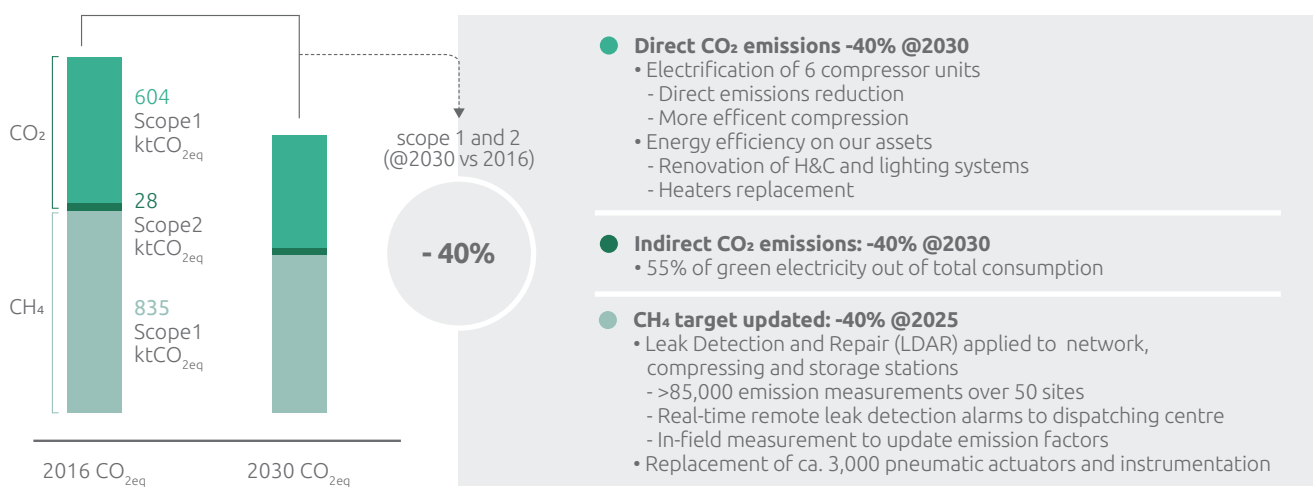 CO₂
604
Scope1
ktCO₂eq
28
Scope2
ktCO₂eq
CH₄
835
Scope1
ktCO₂eq
2016 CO₂eq
2030 CO₂eq
scope 1 and 2
(@2030 vs 2016)
- 40%
Direct CO₂ emissions -40% @2030
• Electrification of 6 compressor units
- Direct emissions reduction
- More efficent compression
• Energy efficiency on our assets
- Renovation of H&C and lighting systems
- Heaters replacement
Indirect CO₂ emissions: -40% @2030
• 55% of green electricity out of total consumption
CH₄ target updated: -40% @2025
• Leak Detection and Repair (LDAR) applied to network,
compressing and storage stations
- >85,000 emission measurements over 50 sites
- Real-time remote leak detection alarms to dispatching centre
- In-field measurement to update emission factors
• Replacement of ca. 3,000 pneumatic actuators and instrumentation